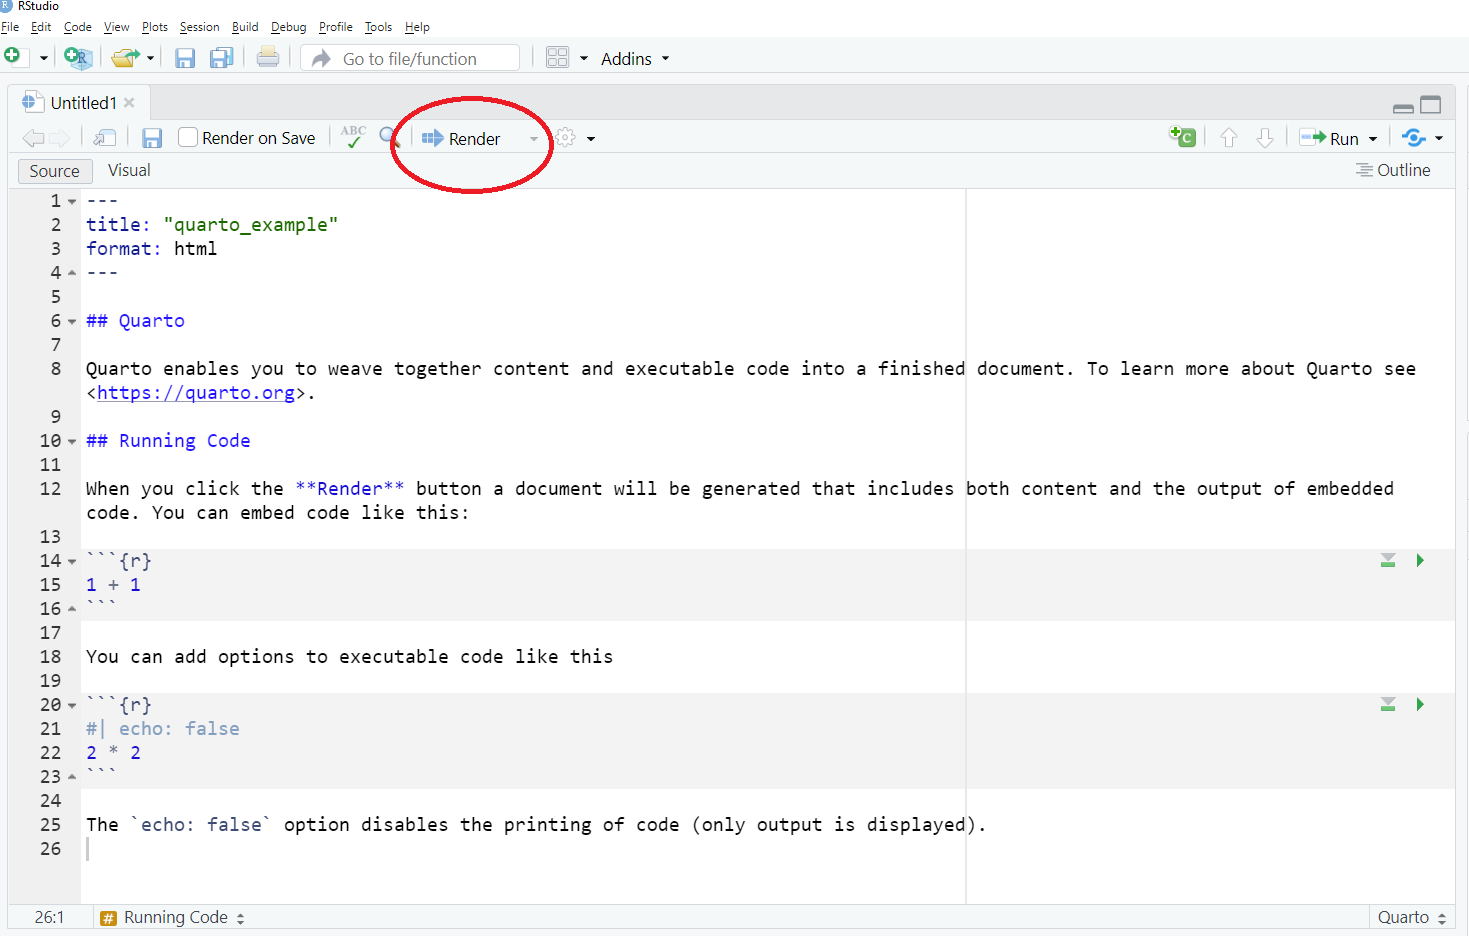 RStudio
File Edit Code View Plots Session Build Debug Profile Tools Help
Go to file/function Addins
Untitled1
Render on Save ABC Render Run
Source Visual Outline
1 ---
2 title: "quarto_example"
3 format: html
4 ---
5
6 ## Quarto
7
8 Quarto enables you to weave together content and executable code into a finished document. To learn more about Quarto see
<https://quarto.org>.
9
10 ## Running Code
11
12 When you click the **Render** button a document will be generated that includes both content and the output of embedded
code. You can embed code like this:
13
14 ```{r}
15 1 + 1
16 ```
17
18 You can add options to executable code like this
19
20 ```{r}
21 #| echo: false
22 2 * 2
23 ```
24
25 The `echo: false` option disables the printing of code (only output is displayed).
26
26:1 # Running Code Quarto